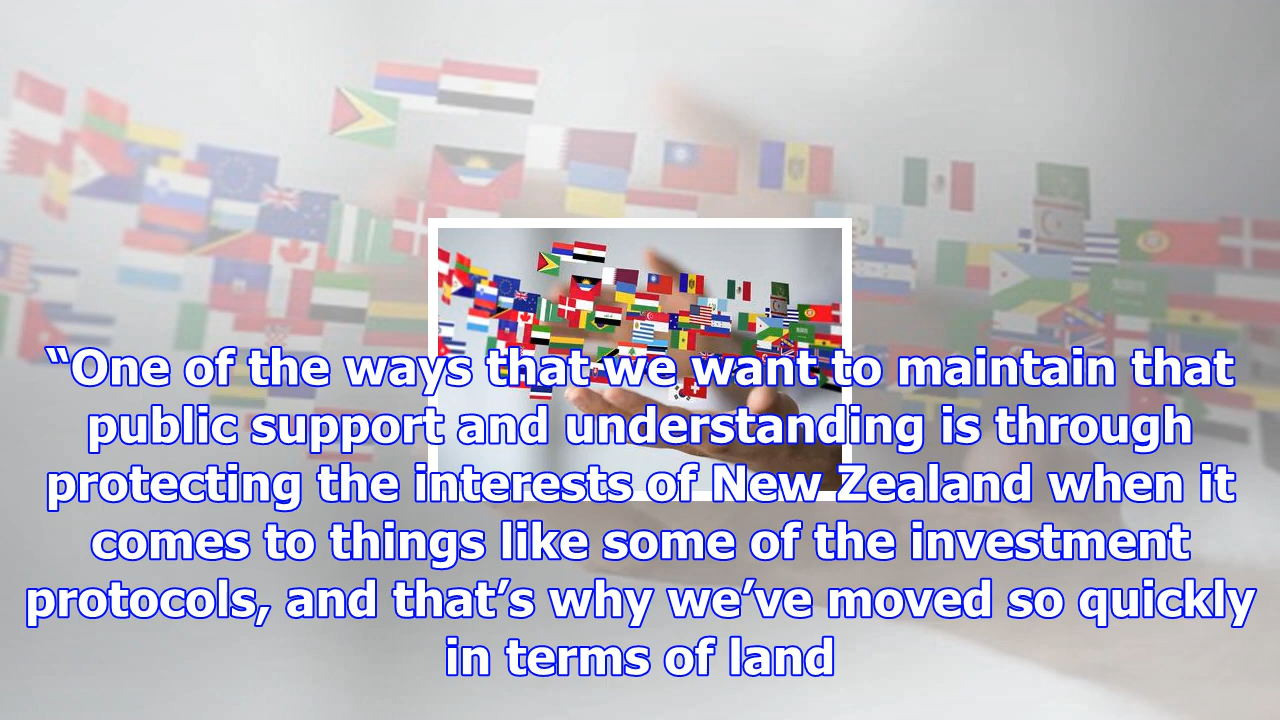 “One of the ways that we want to maintain that
public support and understanding is through
protecting the interests of New Zealand when it
comes to things like some of the investment
protocols, and that’s why we’ve moved so quickly
in terms of land